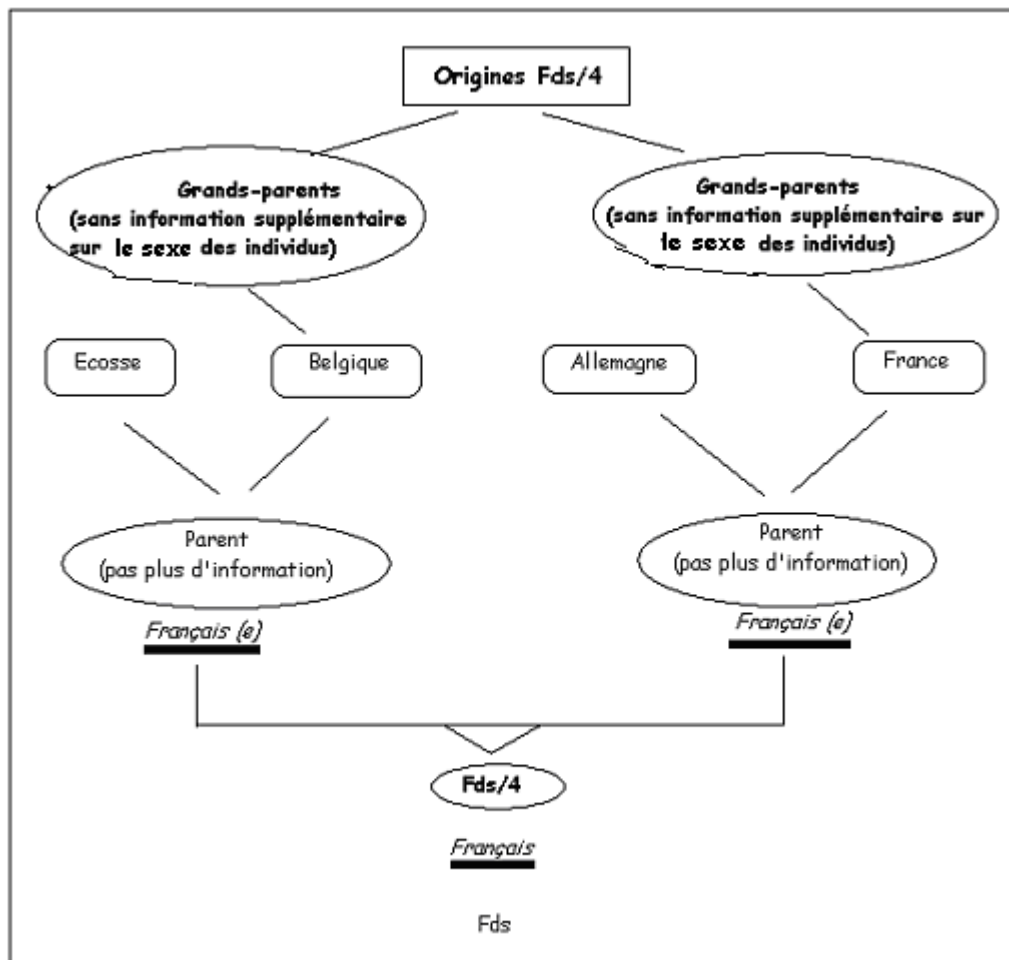 Origines Fds/4
Grands-parents
(sans information supplémentaire
sur le sexe des individus)
Grands-parents
(sans information supplémentaire sur
le sexe des individus)
Ecosse
Belgique
Allemagne
France
Parent
(pas plus d'information)
Français (e)
Parent
(pas plus d'information)
Français (e)
Fds/4
Français
Fds